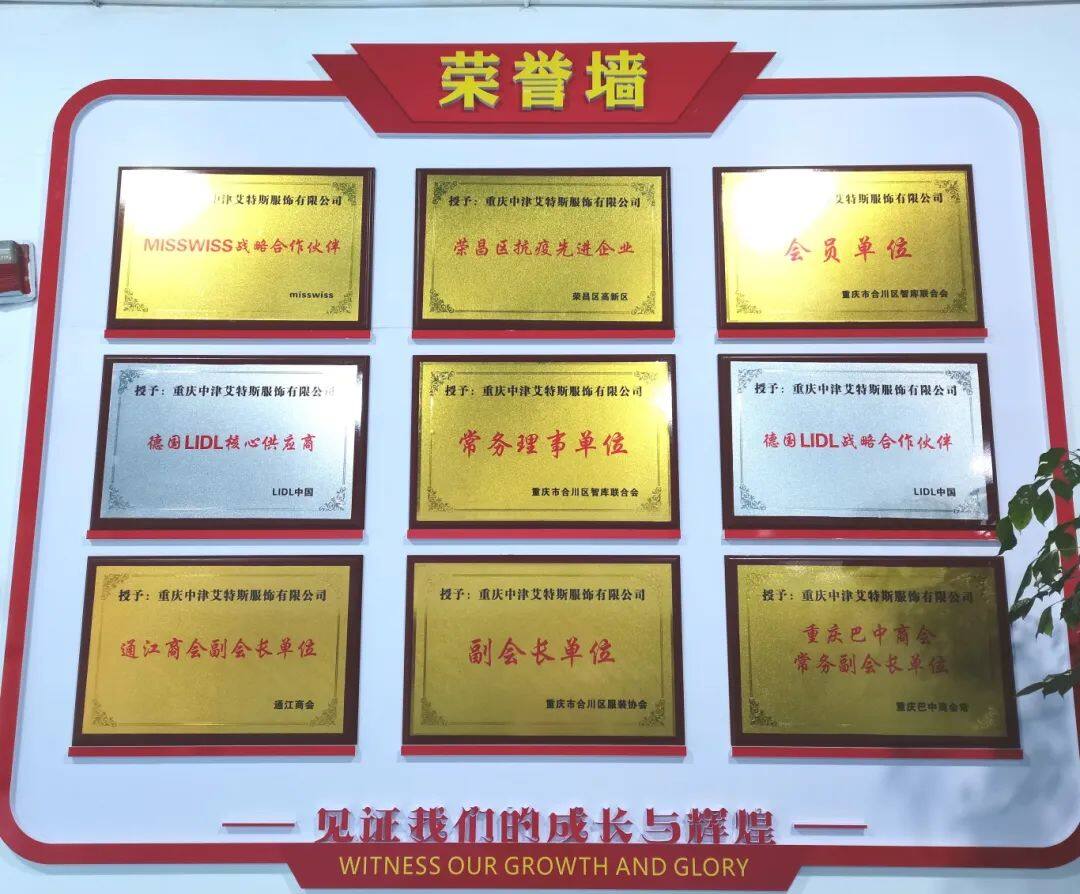 荣誉墙
中津艾特斯服饰有限公司
MISSWISS战略合作伙伴
misswiss
授予：重庆中津艾特斯服饰有限公司
荣昌区抗疫先进企业
荣昌区高新区
艾特斯服饰有限公司
会员单位
重庆市合川区智库联合会
授予：重庆中津艾特斯服饰有限公司
德国LIDL核心供应商
LIDL中国
授予：重庆中津艾特斯服饰有限公司
常务理事单位
重庆市合川区智库联合会
授予：重庆中津艾特斯服饰有限公司
德国LIDL战略合作伙伴
LIDL中国
授予：重庆中津艾特斯服饰有限公司
通江商会副会长单位
通江商会
授予：重庆中津艾特斯服饰有限公司
副会长单位
重庆市合川区服装协会
授予：重庆中津艾特斯服饰有限公司
重庆巴中商会
常务副会长单位
重庆巴中商会常
见证我们的成长与辉煌
WITNESS OUR GROWTH AND GLORY